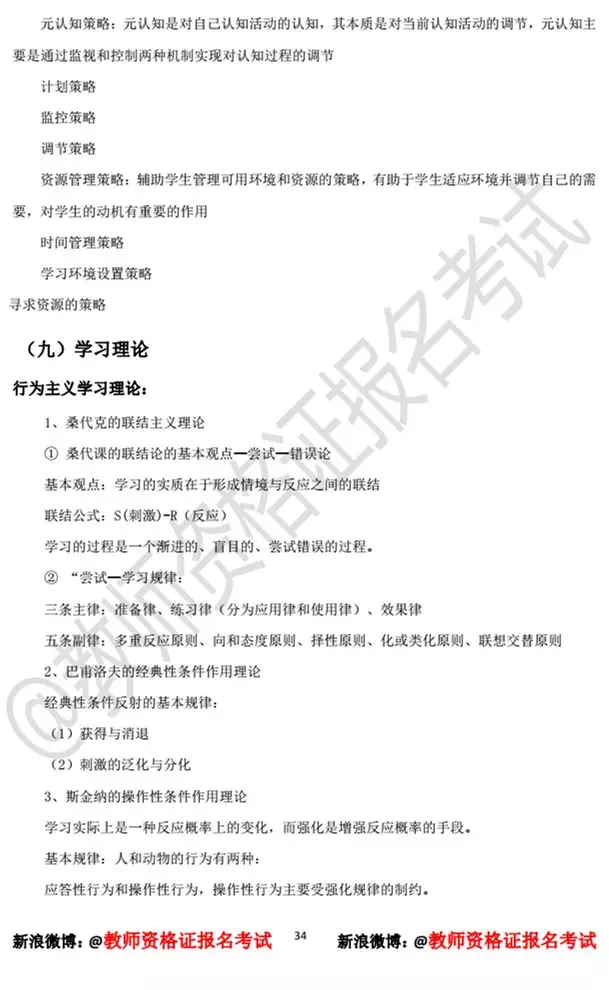 元认知策略：元认知是对自己认知活动的认知，其本质是对当前认知活动的调节，元认知主
要是通过监视和控制两种机制实现对认知过程的调节
计划策略
监控策略
调节策略
资源管理策略：辅助学生管理可用环境和资源的策略，有助于学生适应环境并调节自己的需
要，对学生的动机有重要的作用
时间管理策略
学习环境设置策略
寻求资源的策略
（九）学习理论
行为主义学习理论：
1、桑代克的联结主义理论
① 桑代课的联结论的基本观点—尝试—错误论
基本观点：学习的实质在于形成情境与反应之间的联结
联结公式：S(刺激)-R（反应）
学习的过程是一个渐进的、盲目的、尝试错误的过程。
② “尝试—学习规律：
三条主律：准备律、练习律（分为应用律和使用律）、效果律
五条副律：多重反应原则、向和态度原则、择性原则、化或类化原则、联想交替原则
2、巴甫洛夫的经典性条件作用理论
经典性条件反射的基本规律：
（1）获得与消退
（2）刺激的泛化与分化
3、斯金纳的操作性条件作用理论
学习实际上是一种反应概率上的变化，而强化是增强反应概率的手段。
基本规律：人和动物的行为有两种：
应答性行为和操作性行为，操作性行为主要受强化规律的制约。
新浪微博：@教师资格证报名考试 34 新浪微博：@教师资格证报名考试
@教师资格证报名考试